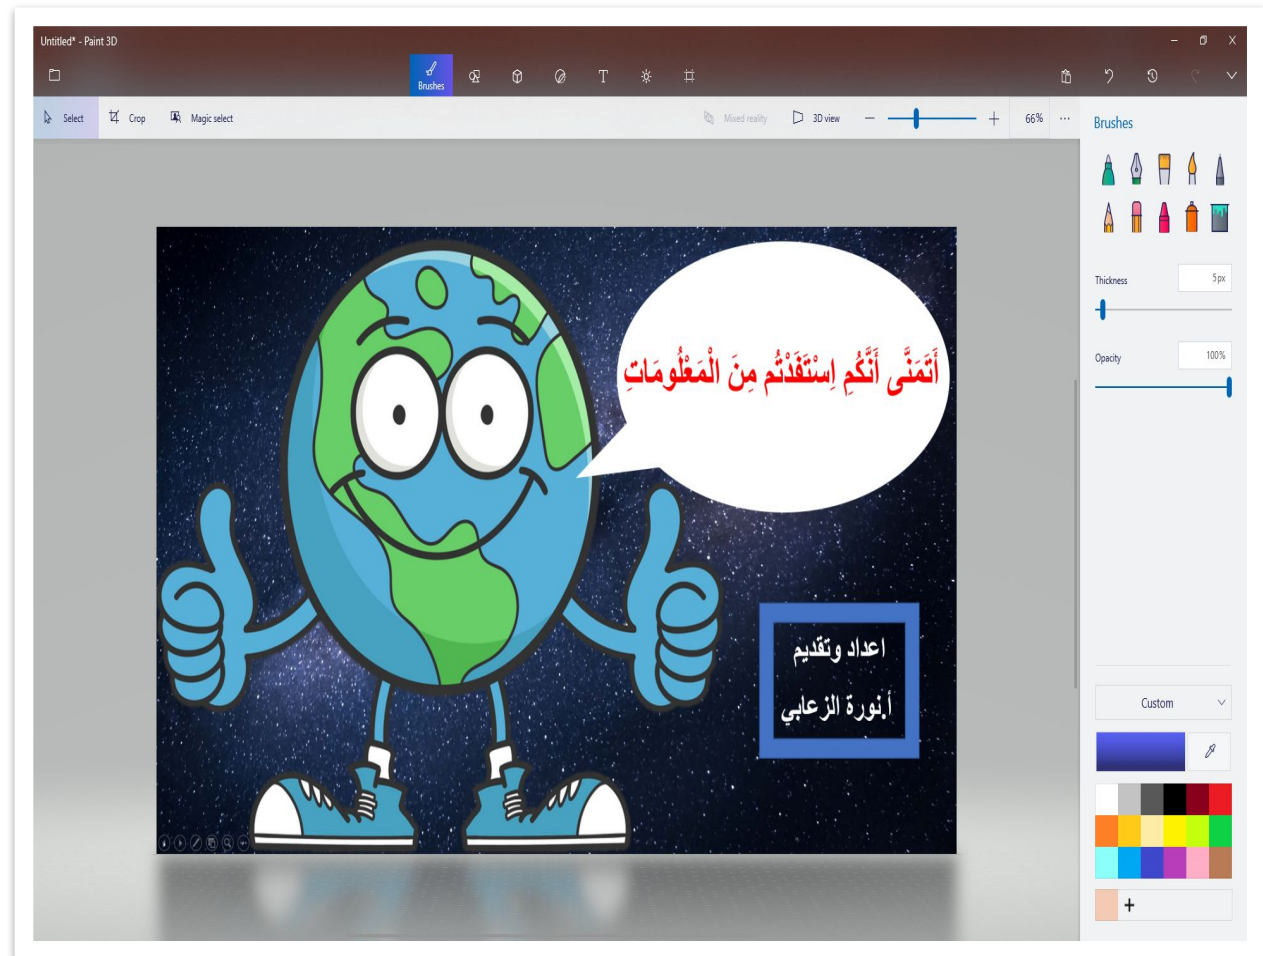 Untitled* - Paint 3D
Brushes
Select Crop Magic select Mixed reality 3D view 66% ...
Brushes
Thickness 5px
Opacity 100%
أَتَمَنَّى أَنَّكُمِ اِسْتَفَدْتُم مِنَ الْمَعْلُومَاتِ
اعداد وتقديم
أ.نورة الزعابي
Custom